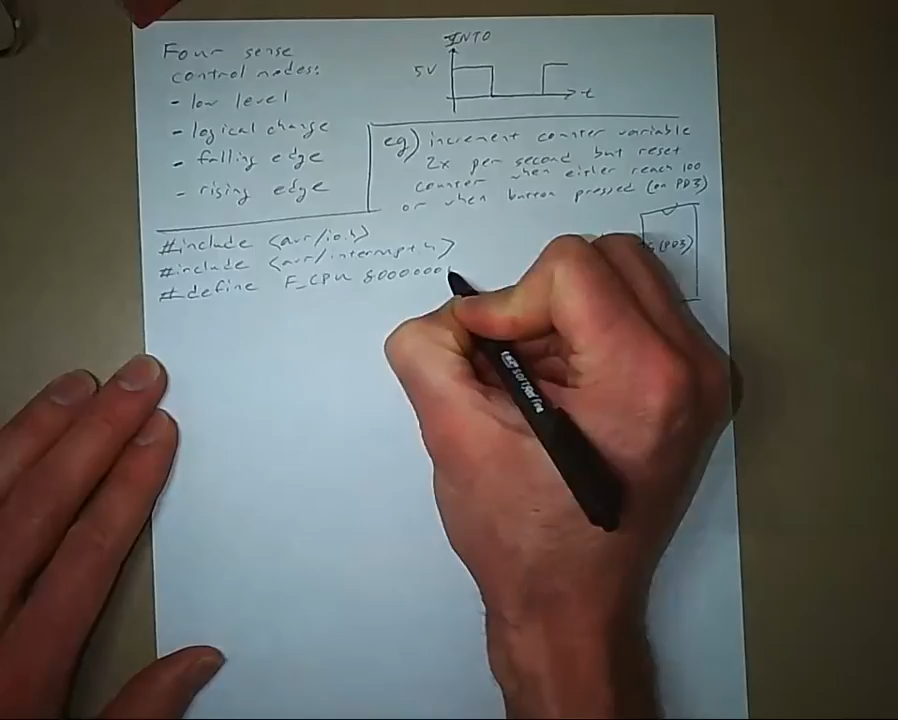 Four sense
control modes:
- low level
- logical change
- falling edge
- rising edge
INT0
5V
t
eg) increment counter variable
2x per second but reset
counter when either reach 100
or when button pressed (on PD3)
(PD3)
#include <avr/io.h>
#include <avr/interrupt.h>
#define F_CPU 8000000